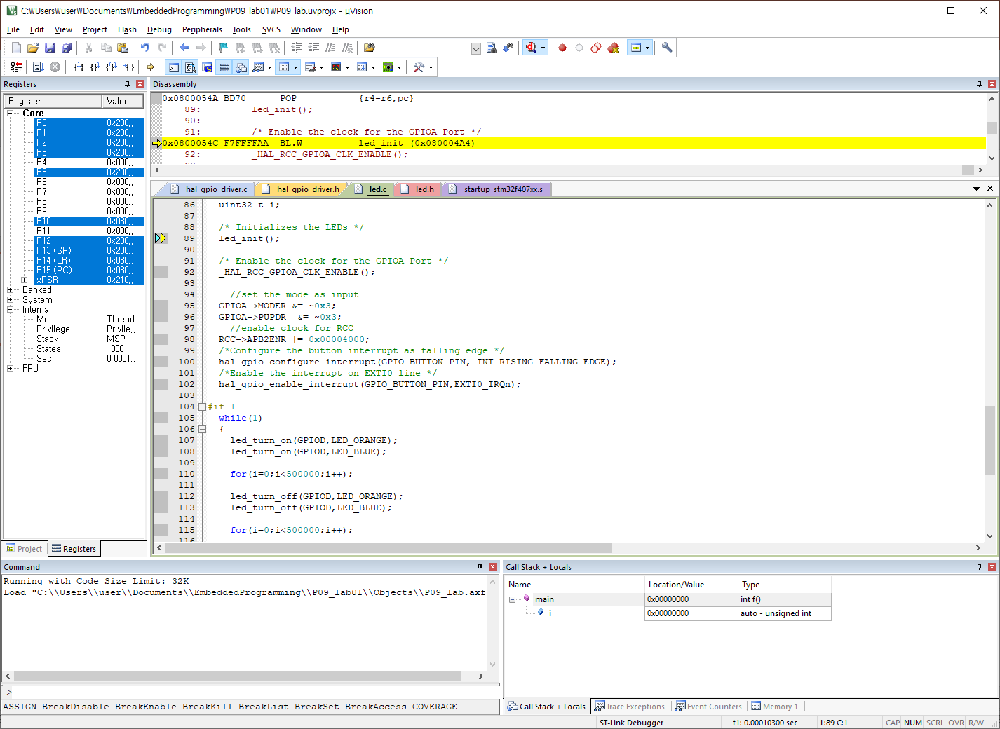 C:₩Users₩user₩Documents₩EmbeddedProgramming₩P09_lab01₩P09_lab.uvprojx - µVision
File Edit View Project Flash Debug Peripherals Tools SVCS Window Help
Registers
Register Value
Core
R0 0x200...
R1 0x200...
R2 0x200...
R3 0x200...
R4 0x000...
R5 0x200...
R6 0x000...
R7 0x000...
R8 0x000...
R9 0x000...
R10 0x080...
R11 0x000...
R12 0x200...
R13 (SP) 0x200...
R14 (LR) 0x080...
R15 (PC) 0x080...
xPSR 0x210...
Banked
System
Internal
Mode Thread
Privilege Privile...
Stack MSP
States 1030
Sec 0,0001...
FPU
Project Registers
Disassembly
0x0800054A BD70 POP {r4-r6,pc}
89: led_init();
90:
91: /* Enable the clock for the GPIOA Port */
0x0800054C F7FFFFAA BL.W led_init (0x080004A4)
92: _HAL_RCC_GPIOA_CLK_ENABLE();
hal_gpio_driver.c hal_gpio_driver.h led.c led.h startup_stm32f407xx.s
86 uint32_t i;
87
88 /* Initializes the LEDs */
89 led_init();
90
91 /* Enable the clock for the GPIOA Port */
92 _HAL_RCC_GPIOA_CLK_ENABLE();
93
94 //set the mode as input
95 GPIOA->MODER &= ~0x3;
96 GPIOA->PUPDR &= ~0x3;
97 //enable clock for RCC
98 RCC->APB2ENR |= 0x00004000;
99 /*Configure the button interrupt as falling edge */
100 hal_gpio_configure_interrupt(GPIO_BUTTON_PIN, INT_RISING_FALLING_EDGE);
101 /*Enable the interrupt on EXTI0 line */
102 hal_gpio_enable_interrupt(GPIO_BUTTON_PIN,EXTI0_IRQn);
103
104 #if 1
105 while(1)
106 {
107 led_turn_on(GPIOD,LED_ORANGE);
108 led_turn_on(GPIOD,LED_BLUE);
109
110 for(i=0;i<500000;i++);
111
112 led_turn_off(GPIOD,LED_ORANGE);
113 led_turn_off(GPIOD,LED_BLUE);
114
115 for(i=0;i<500000;i++);
116
Command
Running with Code Size Limit: 32K
Load "C:\\Users\\user\\Documents\\EmbeddedProgramming\\P09_lab01\\Objects\\P09_lab.axf
>
ASSIGN BreakDisable BreakEnable BreakKill BreakList BreakSet BreakAccess COVERAGE
Call Stack + Locals
Name Location/Value Type
main 0x00000000 int f()
i 0x00000000 auto - unsigned int
Call Stack + Locals Trace Exceptions Event Counters Memory 1
ST-Link Debugger t1: 0.00010300 sec L:89 C:1 CAP NUM SCRL OVR R/W